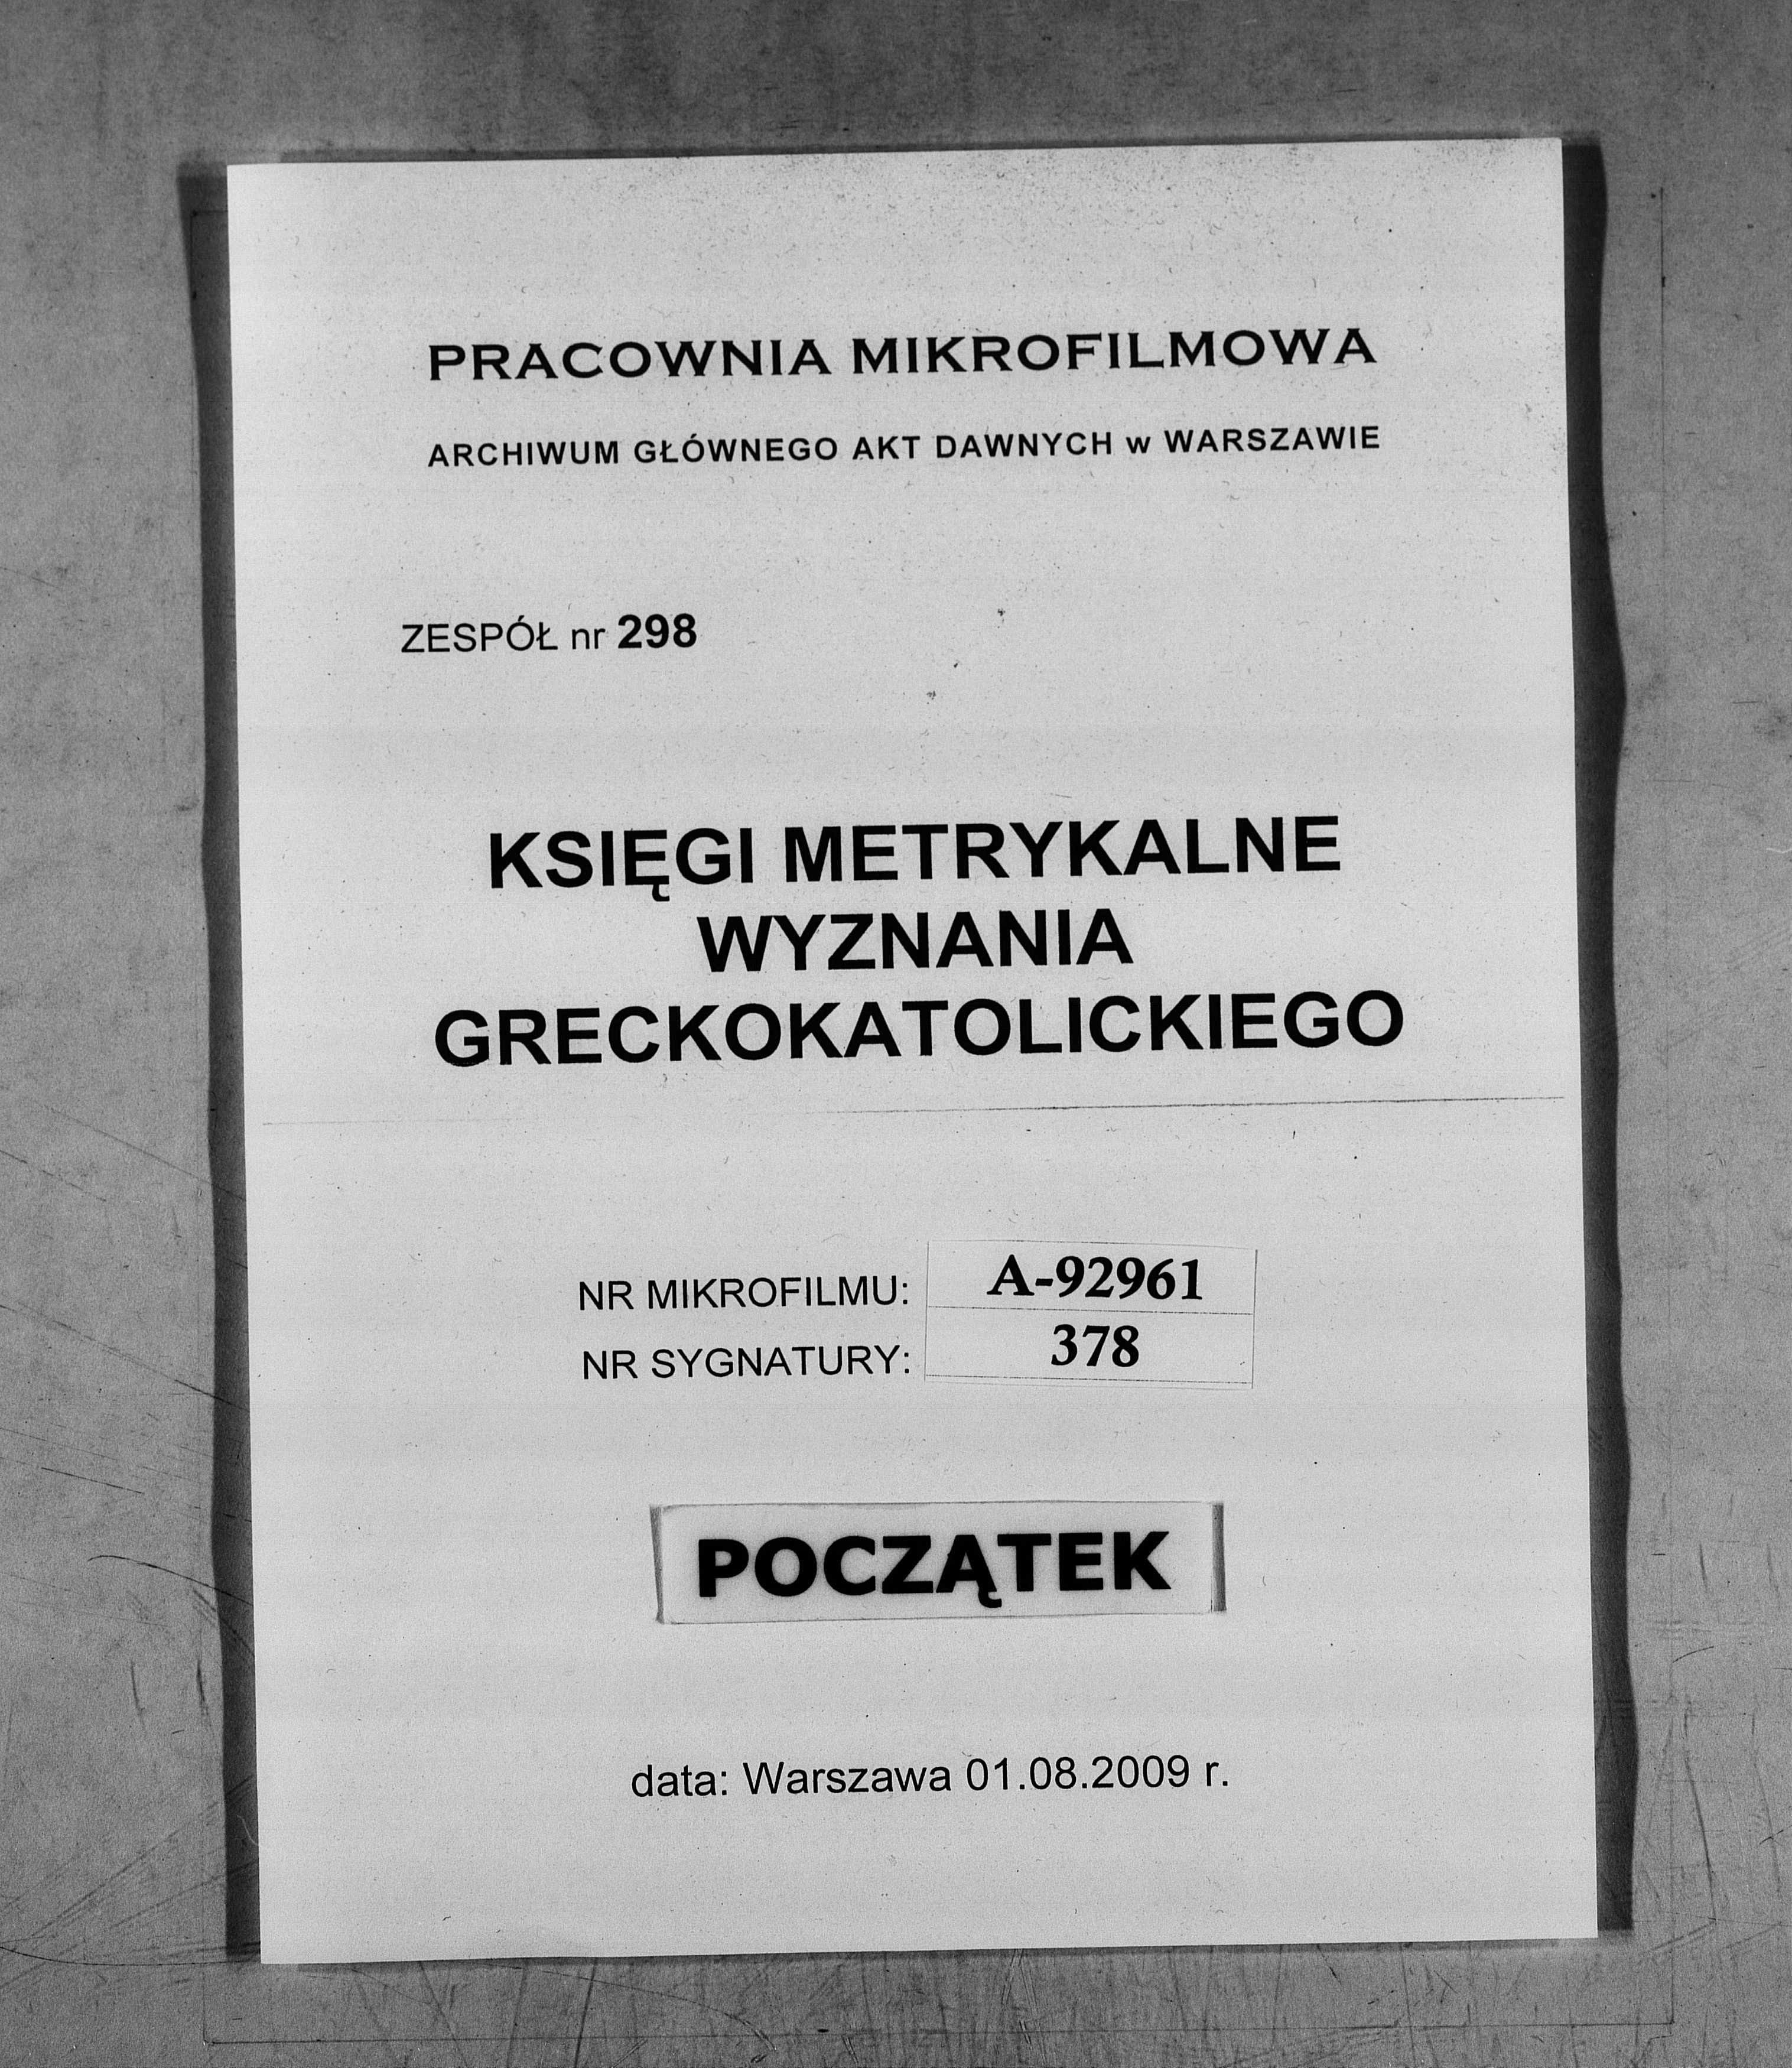 PRACOWNIA MIKROFILMOWA
ARCHIWUM GŁÓWNEGO AKT DAWNYCH w WARSZAWIE
ZESPÓŁ nr 298
KSIĘGI METRYKALNE
WYZNANIA
GRECKOKATOLICKIEGO
NR MIKROFILMU: A-92961
NR SYGNATURY: 378
POCZĄTEK
data: Warszawa 01.08.2009 r.